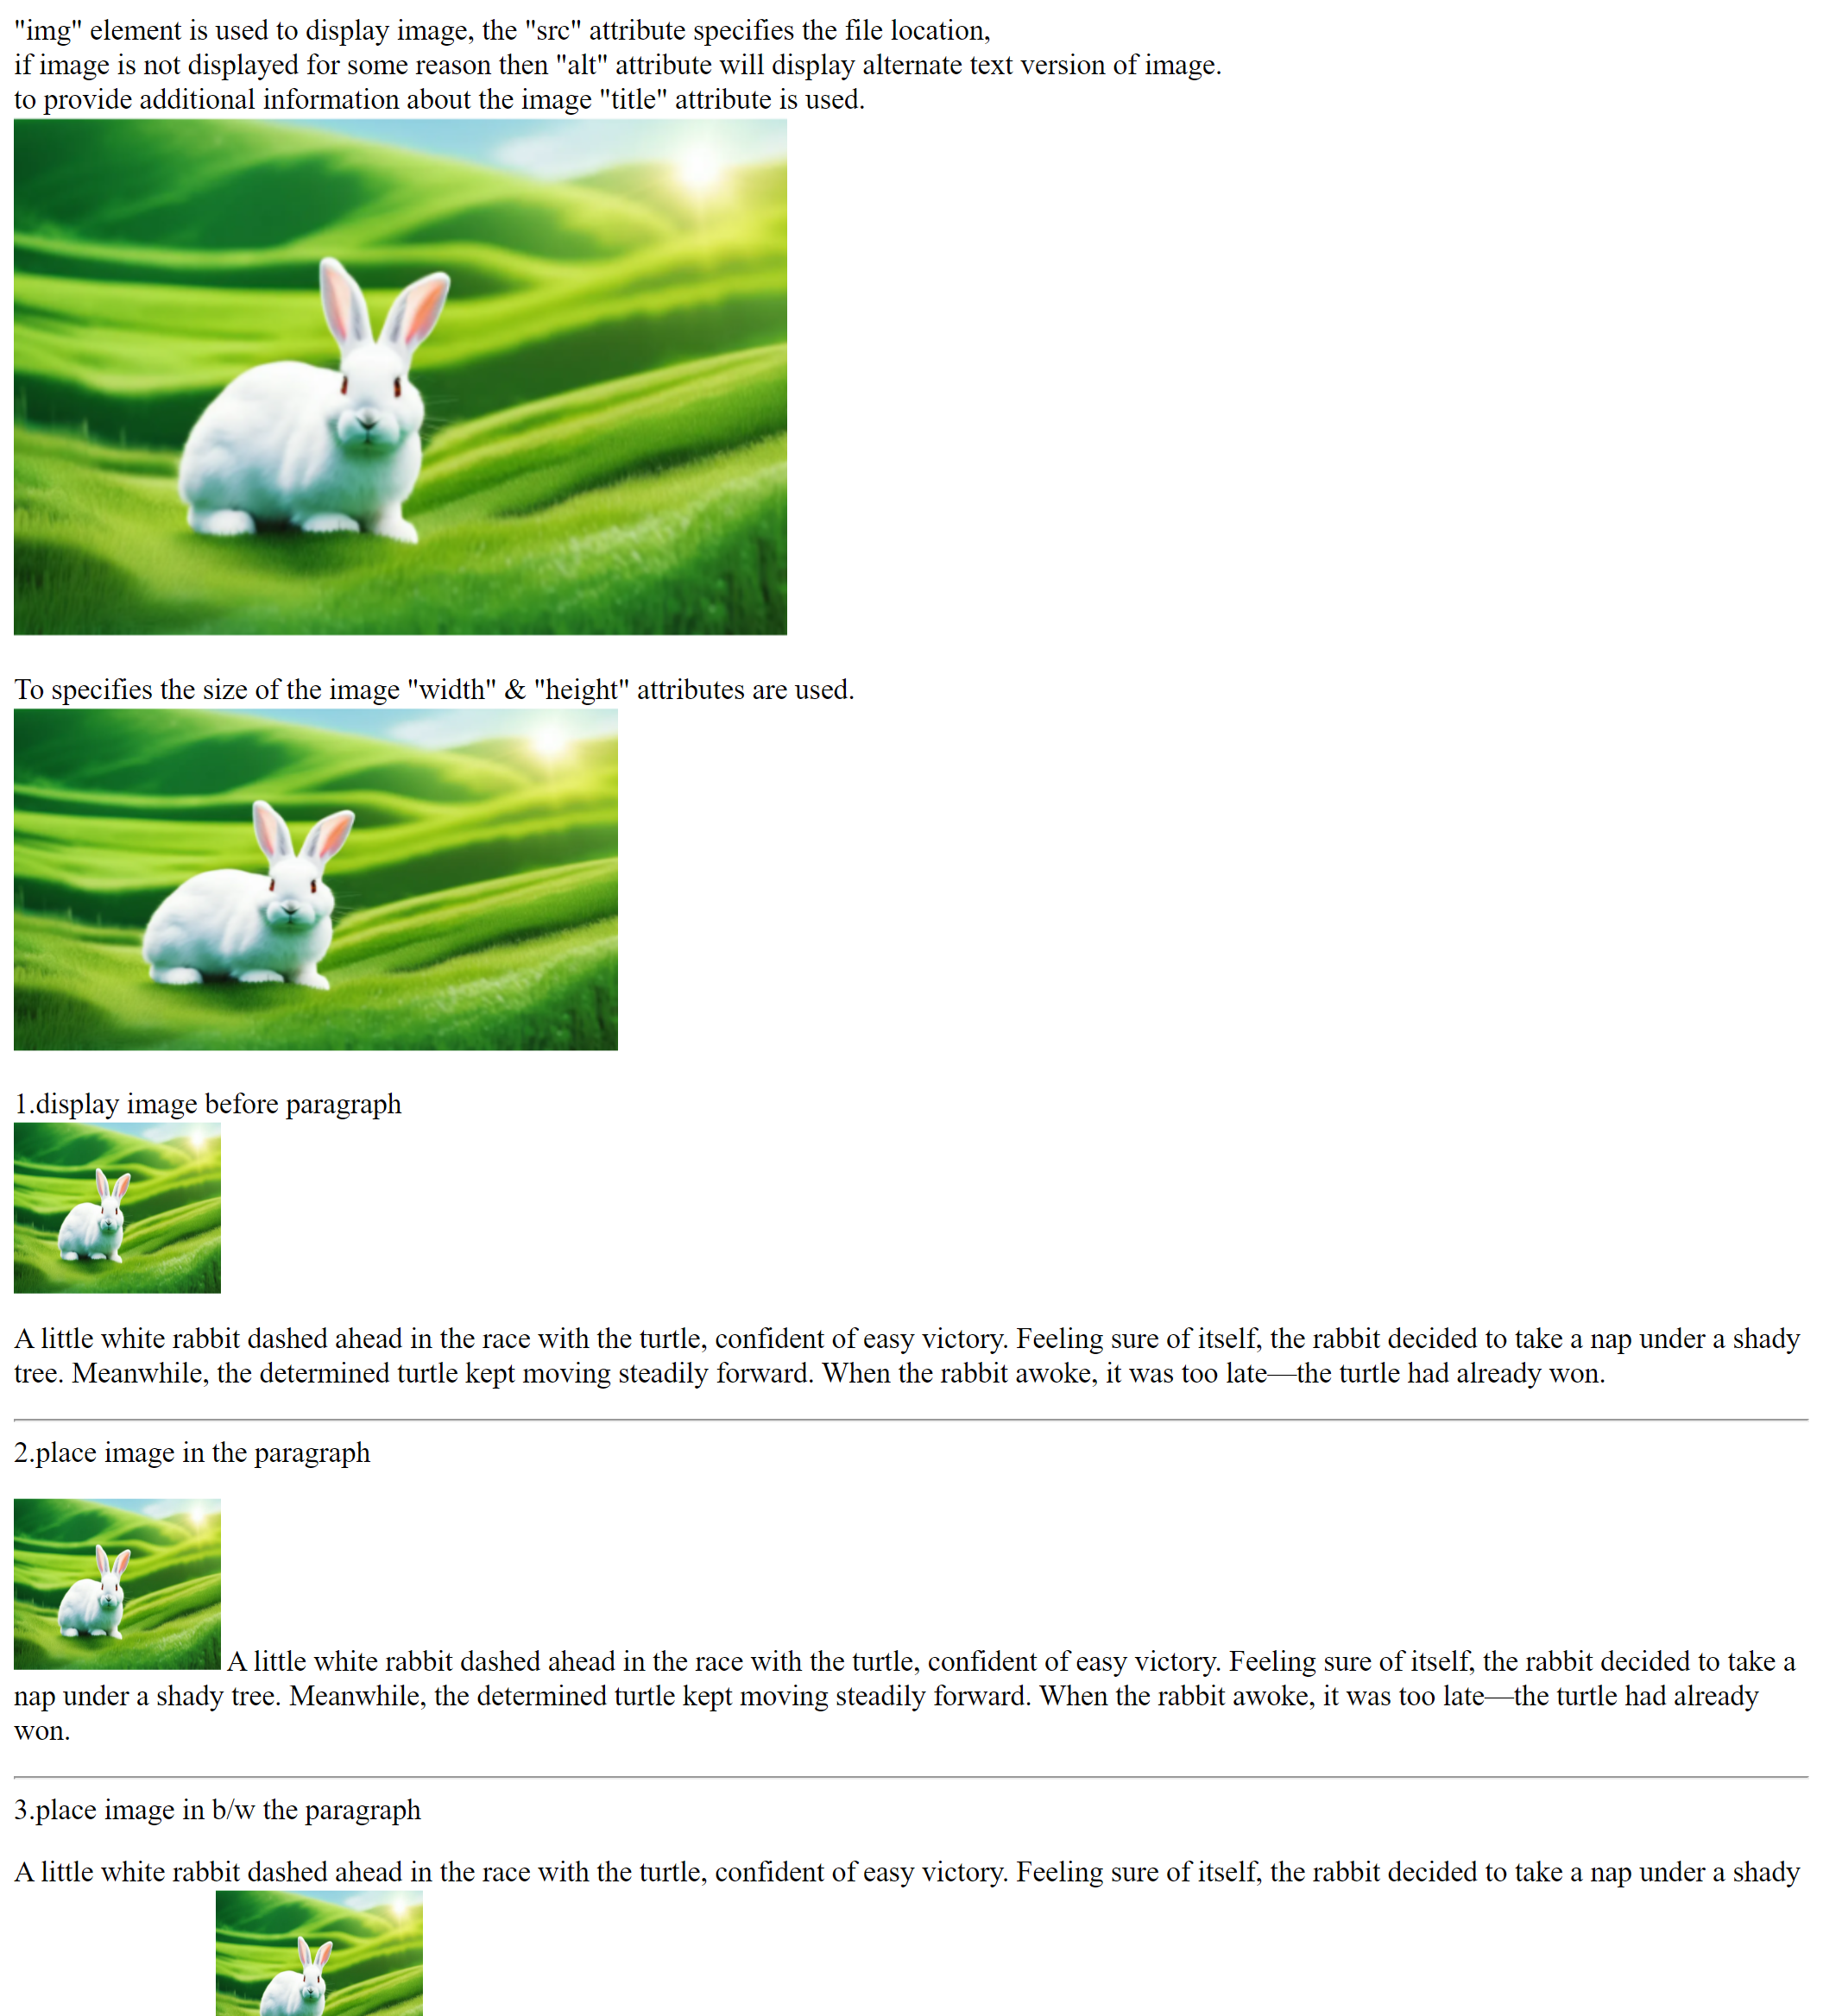 "img" element is used to display image, the "src" attribute specifies the file location,
if image is not displayed for some reason then "alt" attribute will display alternate text version of image.
to provide additional information about the image "title" attribute is used.
To specifies the size of the image "width" & "height" attributes are used.
1.display image before paragraph
A little white rabbit dashed ahead in the race with the turtle, confident of easy victory. Feeling sure of itself, the rabbit decided to take a nap under a shady
tree. Meanwhile, the determined turtle kept moving steadily forward. When the rabbit awoke, it was too late—the turtle had already won.
2.place image in the paragraph
A little white rabbit dashed ahead in the race with the turtle, confident of easy victory. Feeling sure of itself, the rabbit decided to take a
nap under a shady tree. Meanwhile, the determined turtle kept moving steadily forward. When the rabbit awoke, it was too late—the turtle had already
won.
3.place image in b/w the paragraph
A little white rabbit dashed ahead in the race with the turtle, confident of easy victory. Feeling sure of itself, the rabbit decided to take a nap under a shady